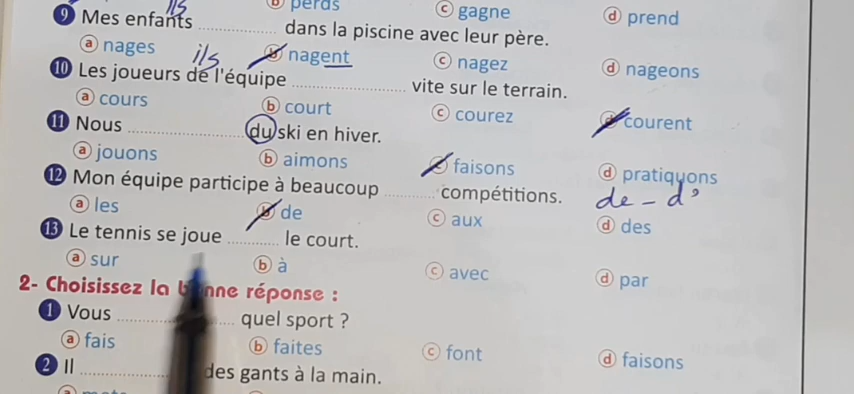 ils
b perds c gagne d prend
9 Mes enfants ............ dans la piscine avec leur père.
a nages b nagent c nagez d nageons
ils
10 Les joueurs de l'équipe ............ vite sur le terrain.
a cours b court c courez d courent
11 Nous ............ du ski en hiver.
a jouons b aimons c faisons d pratiquons
12 Mon équipe participe à beaucoup ............ compétitions. de - d'
a les b de c aux d des
13 Le tennis se joue ............ le court.
a sur b à c avec d par
2- Choisissez la bonne réponse :
1 Vous ............ quel sport ?
a fais b faites c font d faisons
2 Il ............ des gants à la main.
a